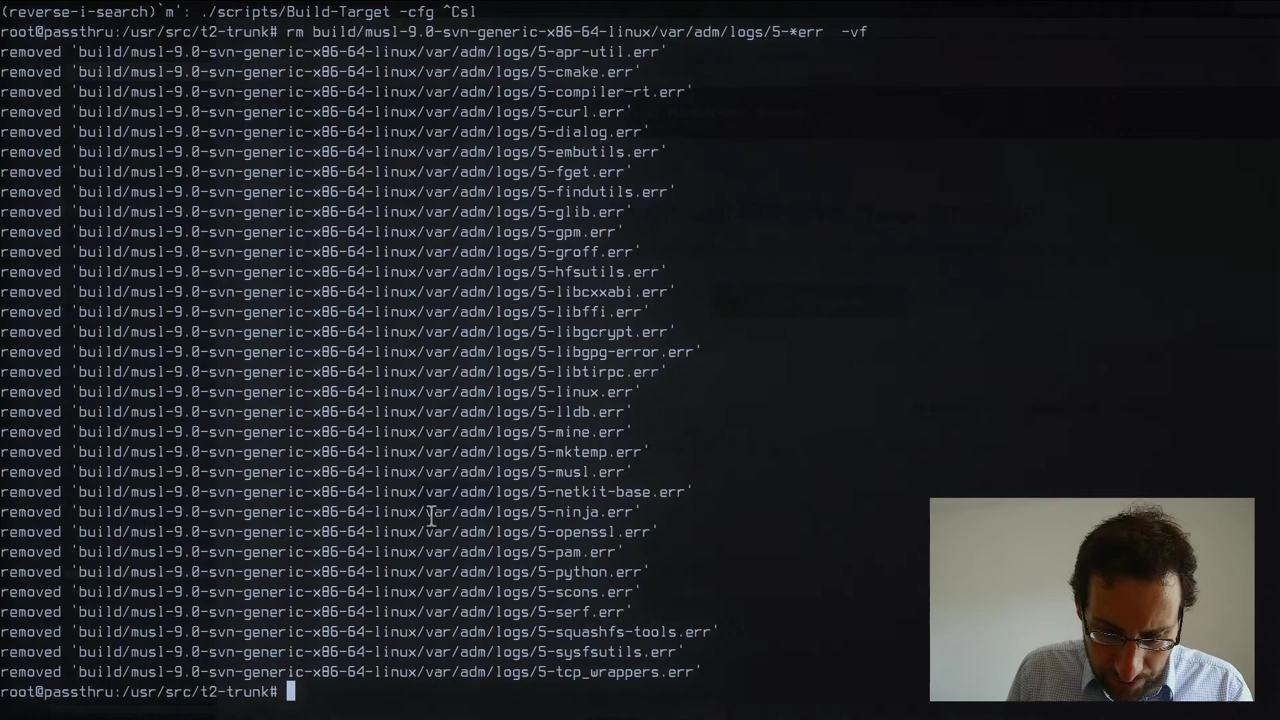 (reverse-i-search)`m': ./scripts/Build-Target -cfg ^Csl
root@passthru:/usr/src/t2-trunk# rm build/musl-9.0-svn-generic-x86-64-linux/var/adm/logs/5-*err  -vf
removed 'build/musl-9.0-svn-generic-x86-64-linux/var/adm/logs/5-apr-util.err'
removed 'build/musl-9.0-svn-generic-x86-64-linux/var/adm/logs/5-cmake.err'
removed 'build/musl-9.0-svn-generic-x86-64-linux/var/adm/logs/5-compiler-rt.err'
removed 'build/musl-9.0-svn-generic-x86-64-linux/var/adm/logs/5-curl.err'
removed 'build/musl-9.0-svn-generic-x86-64-linux/var/adm/logs/5-dialog.err'
removed 'build/musl-9.0-svn-generic-x86-64-linux/var/adm/logs/5-embutils.err'
removed 'build/musl-9.0-svn-generic-x86-64-linux/var/adm/logs/5-fget.err'
removed 'build/musl-9.0-svn-generic-x86-64-linux/var/adm/logs/5-findutils.err'
removed 'build/musl-9.0-svn-generic-x86-64-linux/var/adm/logs/5-glib.err'
removed 'build/musl-9.0-svn-generic-x86-64-linux/var/adm/logs/5-gpm.err'
removed 'build/musl-9.0-svn-generic-x86-64-linux/var/adm/logs/5-groff.err'
removed 'build/musl-9.0-svn-generic-x86-64-linux/var/adm/logs/5-hfsutils.err'
removed 'build/musl-9.0-svn-generic-x86-64-linux/var/adm/logs/5-libcxxabi.err'
removed 'build/musl-9.0-svn-generic-x86-64-linux/var/adm/logs/5-libffi.err'
removed 'build/musl-9.0-svn-generic-x86-64-linux/var/adm/logs/5-libgcrypt.err'
removed 'build/musl-9.0-svn-generic-x86-64-linux/var/adm/logs/5-libgpg-error.err'
removed 'build/musl-9.0-svn-generic-x86-64-linux/var/adm/logs/5-libtirpc.err'
removed 'build/musl-9.0-svn-generic-x86-64-linux/var/adm/logs/5-linux.err'
removed 'build/musl-9.0-svn-generic-x86-64-linux/var/adm/logs/5-lldb.err'
removed 'build/musl-9.0-svn-generic-x86-64-linux/var/adm/logs/5-mine.err'
removed 'build/musl-9.0-svn-generic-x86-64-linux/var/adm/logs/5-mktemp.err'
removed 'build/musl-9.0-svn-generic-x86-64-linux/var/adm/logs/5-musl.err'
removed 'build/musl-9.0-svn-generic-x86-64-linux/var/adm/logs/5-netkit-base.err'
removed 'build/musl-9.0-svn-generic-x86-64-linux/var/adm/logs/5-ninja.err'
removed 'build/musl-9.0-svn-generic-x86-64-linux/var/adm/logs/5-openssl.err'
removed 'build/musl-9.0-svn-generic-x86-64-linux/var/adm/logs/5-pam.err'
removed 'build/musl-9.0-svn-generic-x86-64-linux/var/adm/logs/5-python.err'
removed 'build/musl-9.0-svn-generic-x86-64-linux/var/adm/logs/5-scons.err'
removed 'build/musl-9.0-svn-generic-x86-64-linux/var/adm/logs/5-serf.err'
removed 'build/musl-9.0-svn-generic-x86-64-linux/var/adm/logs/5-squashfs-tools.err'
removed 'build/musl-9.0-svn-generic-x86-64-linux/var/adm/logs/5-sysfsutils.err'
removed 'build/musl-9.0-svn-generic-x86-64-linux/var/adm/logs/5-tcp_wrappers.err'
root@passthru:/usr/src/t2-trunk#